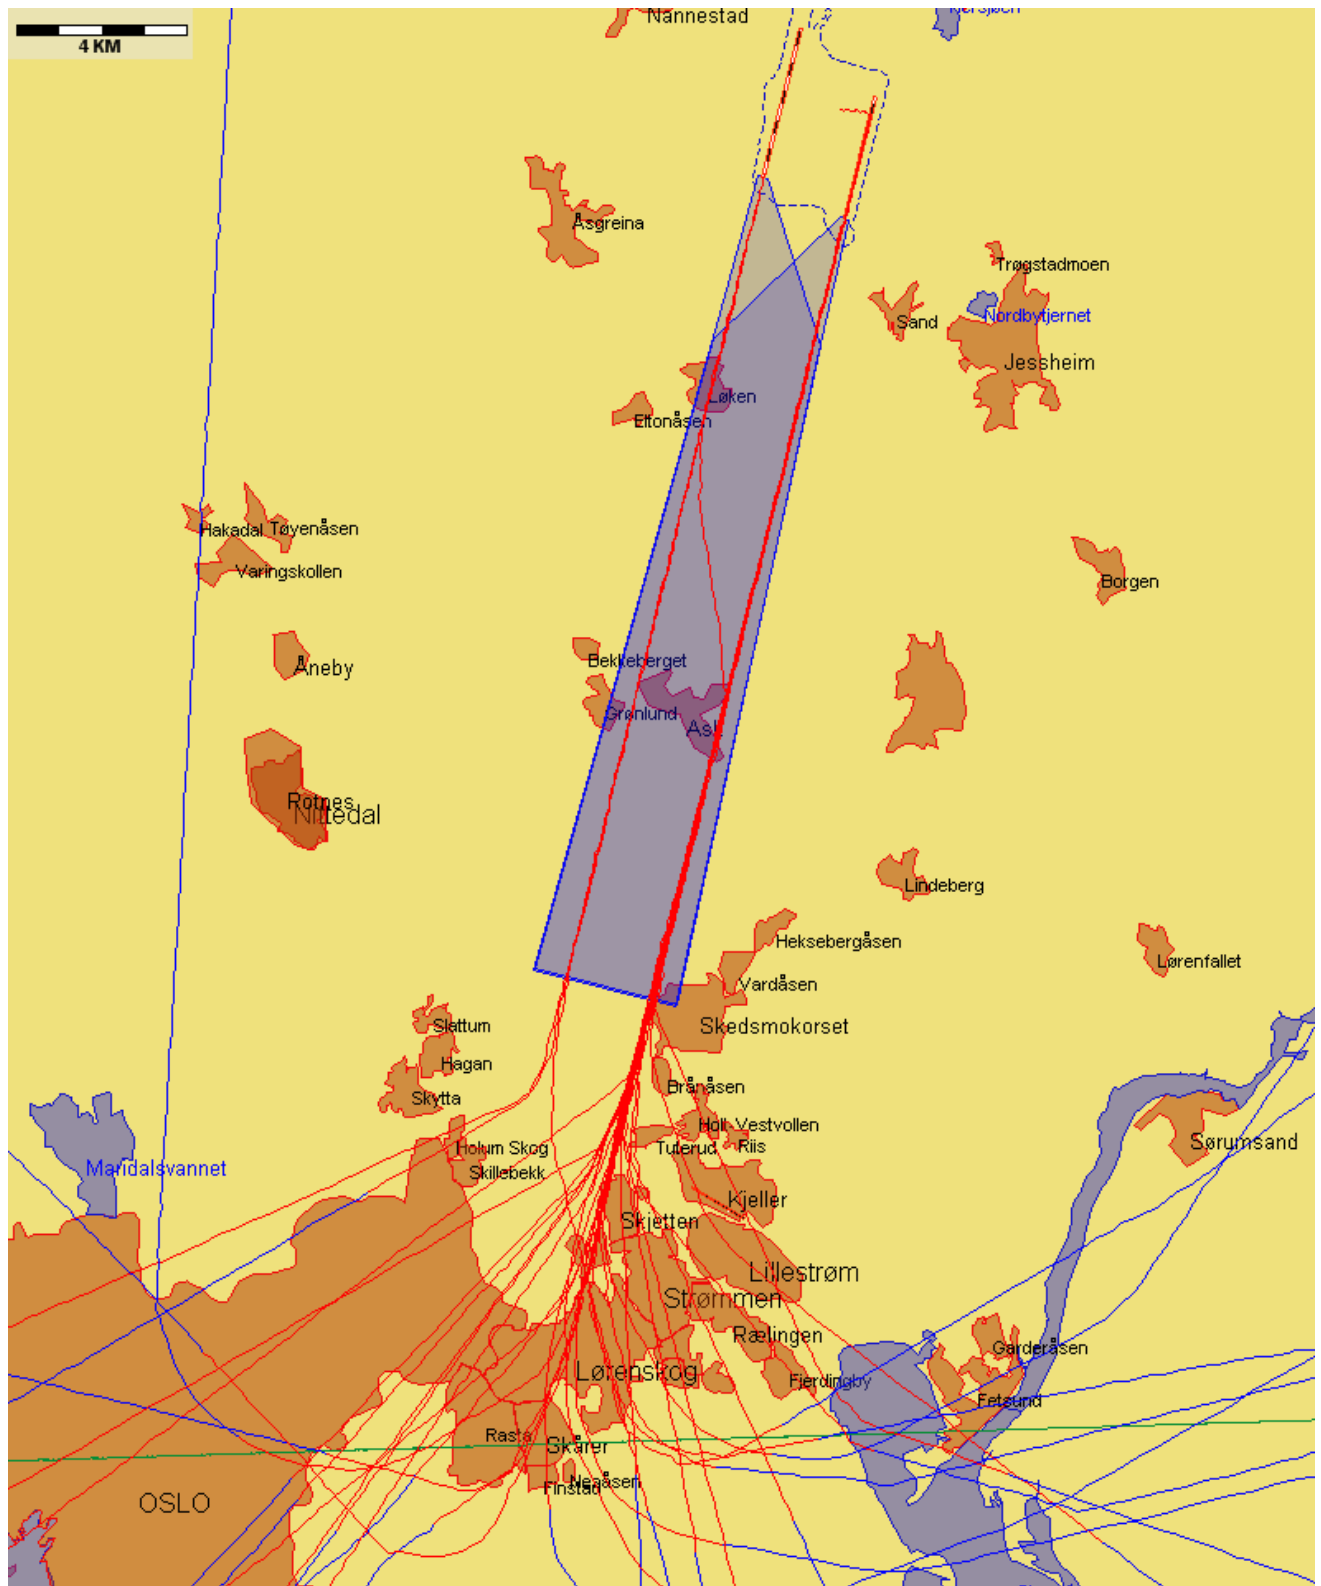 Nannestad
4 KM
Åsgreina
Trøgstadmoen
Nordbytjernet
Sand
Jessheim
Løken
Eltonåsen
Hakadal
Tøyenåsen
Varingskollen
Borgen
Bekkeberget
Åneby
Grønlund
Ask
Rotnes
Nittedal
Lindeberg
Heksebergåsen
Lørenfallet
Vardåsen
Slattum
Skedsmokorset
Hagan
Brånåsen
Skytta
Vestvollen
Holum Skog
Tuterud
Riis
Sørumsand
Maridalsvannet
Skillebekk
Kjeller
Skjetten
Lillestrøm
Strømmen
Rælingen
Garderåsen
Lørenskog
Fjerdingby
Fetsund
Rasta
Skårer
Finstad
OSLO